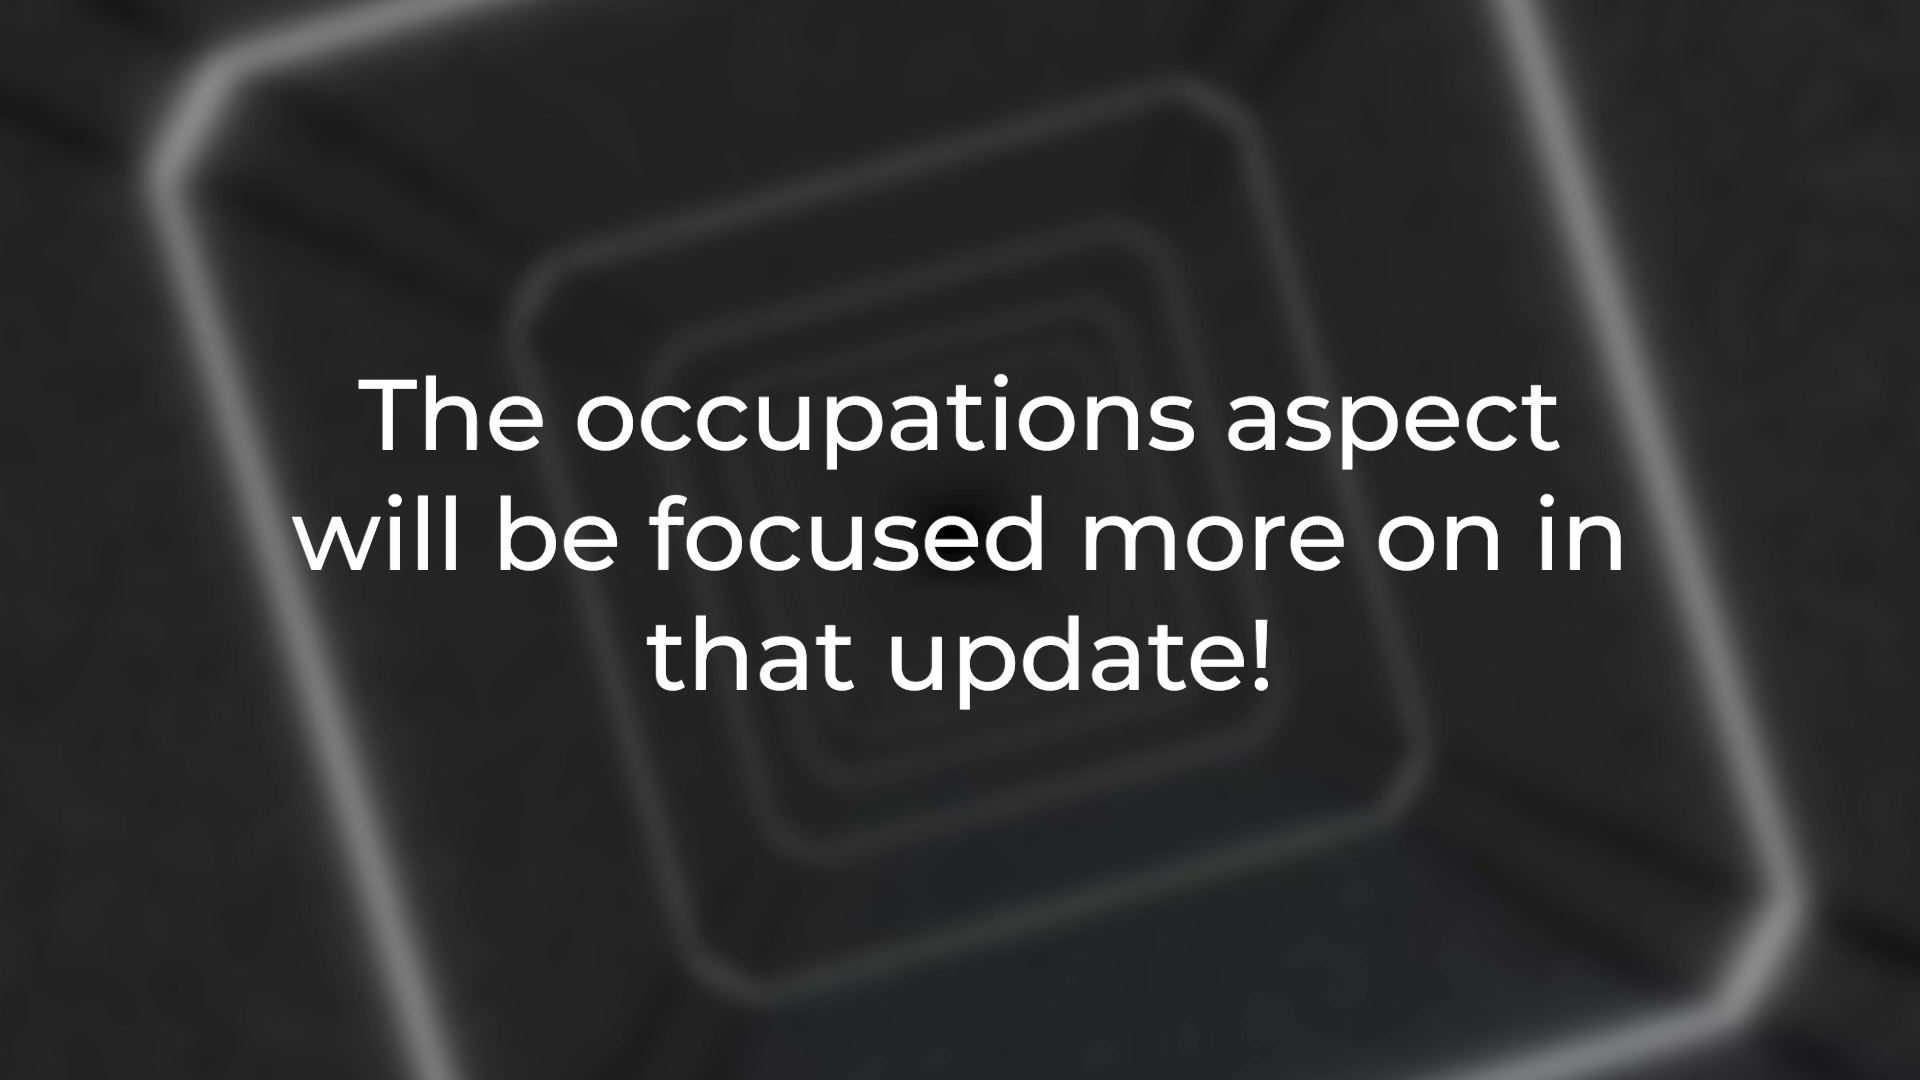 The occupations aspect
will be focused more on in
that update!